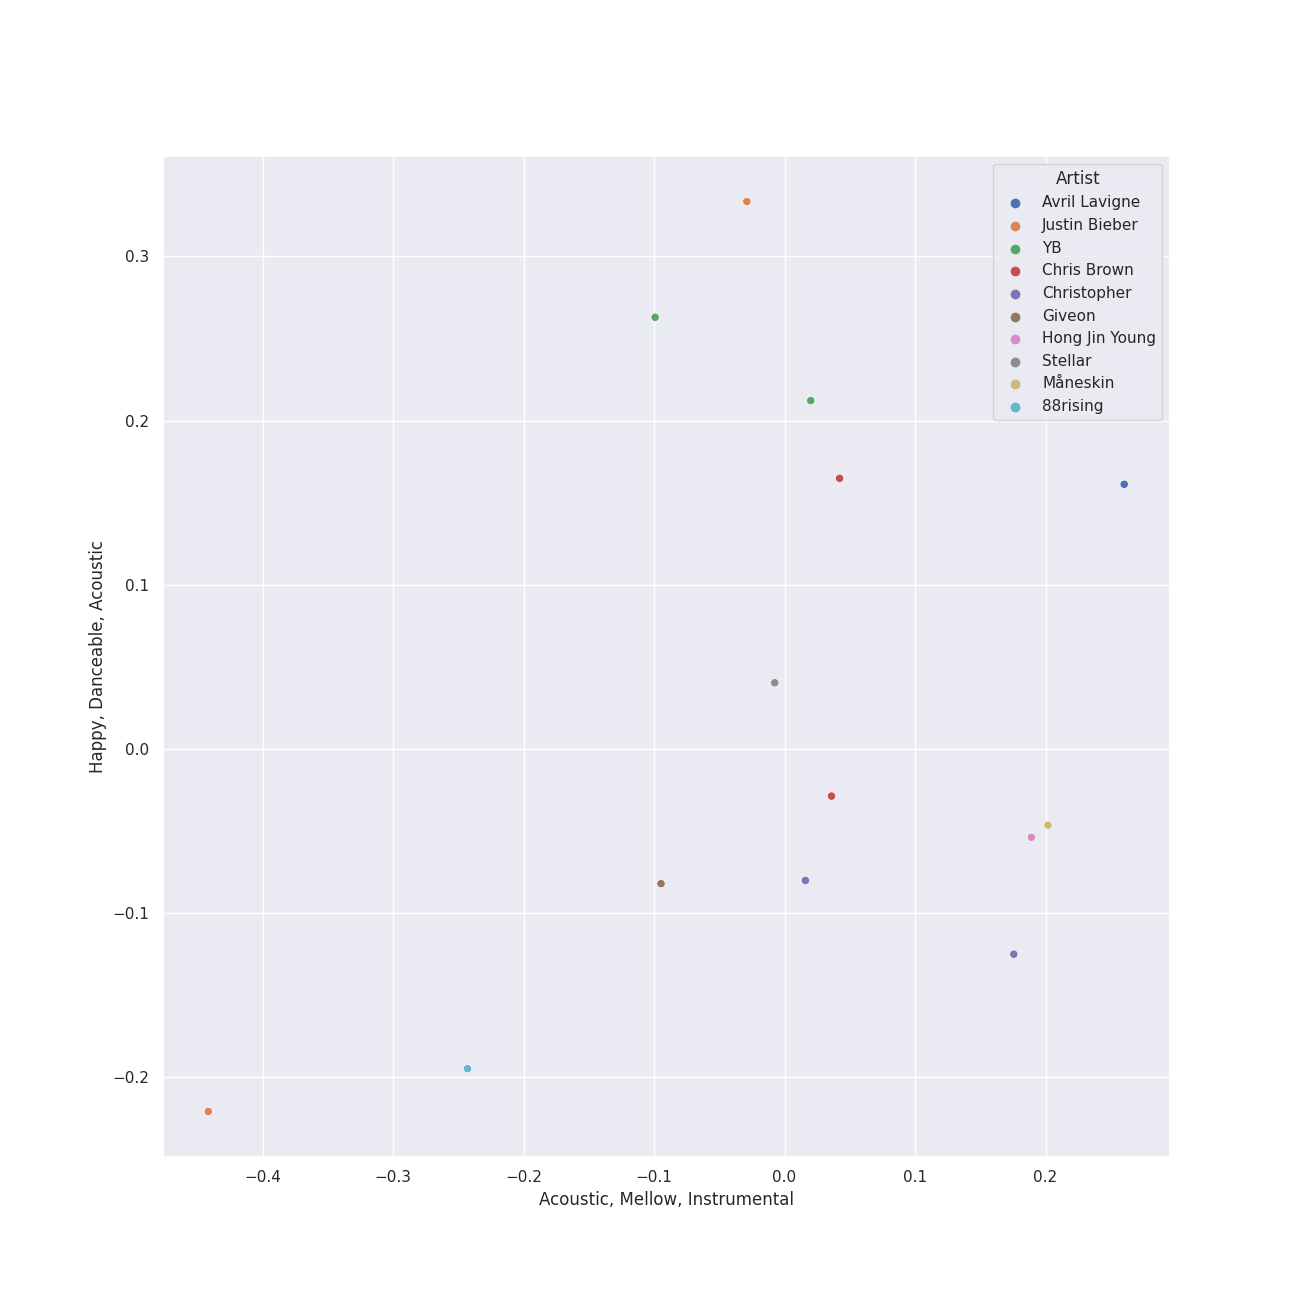 Artist
Avril Lavigne
Justin Bieber
YB
Chris Brown
Christopher
Giveon
Hong Jin Young
Stellar
Måneskin
88rising
0.3
0.2
0.1
0.0
−0.1
−0.2
Happy, Danceable, Acoustic
−0.4 −0.3 −0.2 −0.1 0.0 0.1 0.2
Acoustic, Mellow, Instrumental